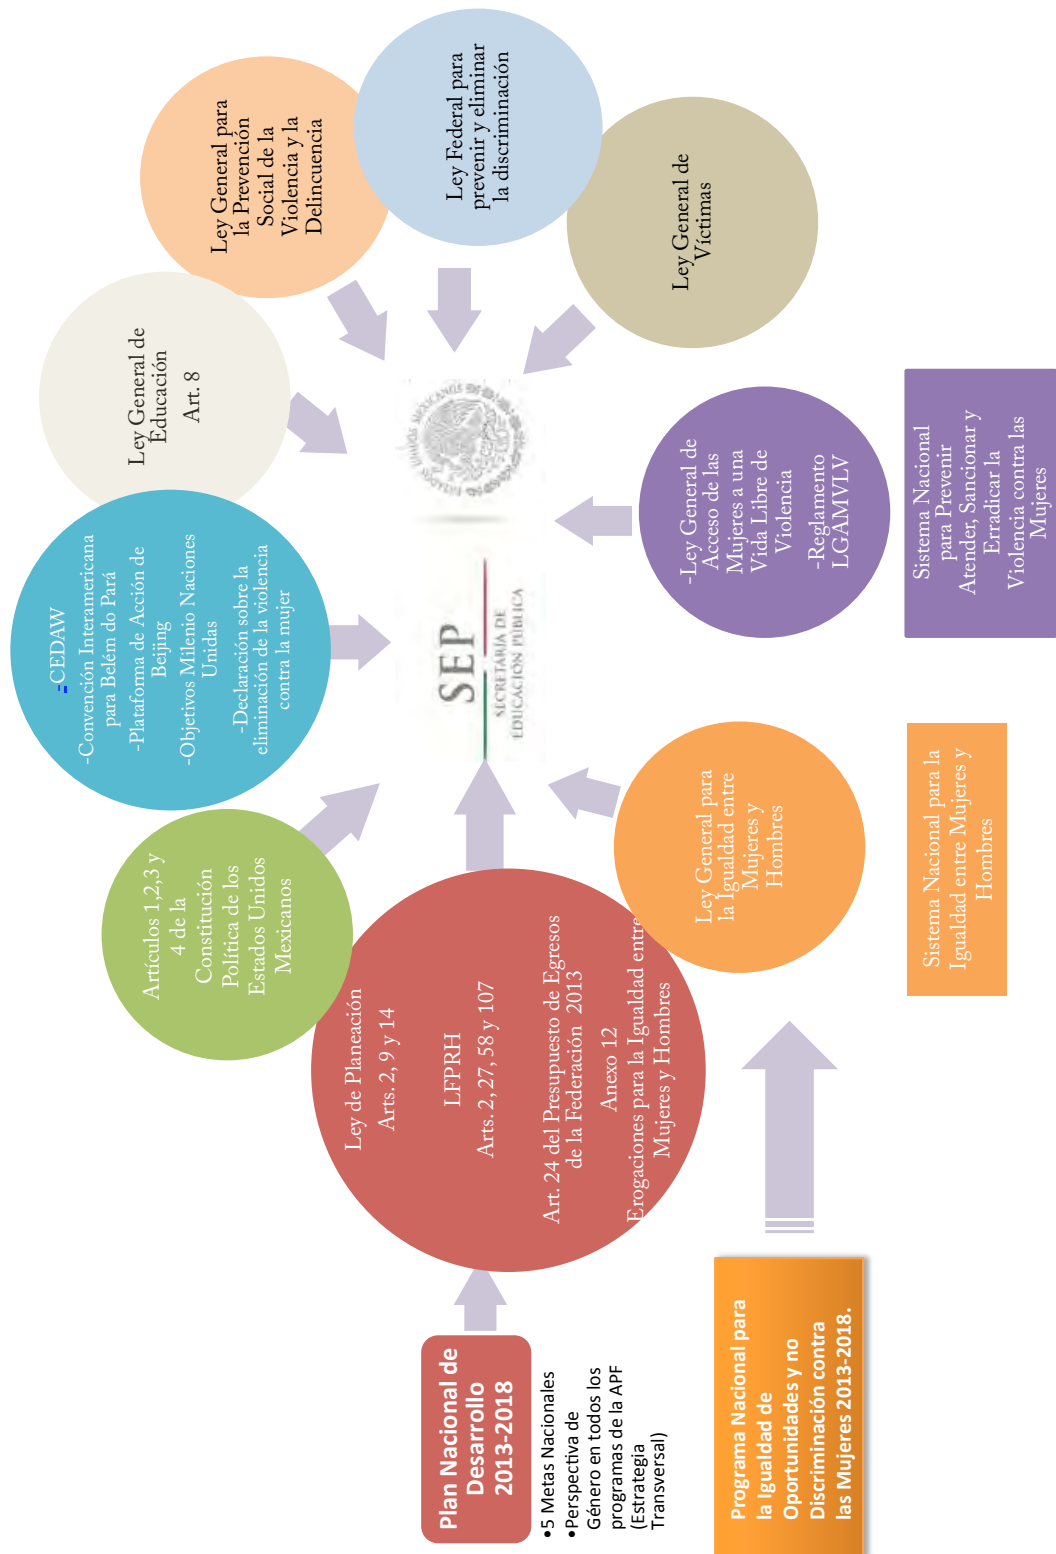 Plan Nacional de
Desarrollo
2013-2018
•5 Metas Nacionales
•Perspectiva de
Género en todos los
programas de la APF
(Estrategia
Transversal)
Programa Nacional para
la Igualdad de
Oportunidades y no
Discriminación contra
las Mujeres 2013-2018.
Ley de Planeación
Arts. 2, 9 y 14
LFPRH
Arts. 2, 27, 58 y 107
Art. 24 del Presupuesto de Egresos
de la Federación 2013
Anexo 12
Erogaciones para la Igualdad entre
Mujeres y Hombres
Artículos 1,2,3 y
4 de la
Constitución
Política de los
Estados Unidos
Mexicanos
-CEDAW
-Convención Interamericana
para Belém do Pará
-Plataforma de Acción de
Beijing
-Objetivos Milenio Naciones
Unidas
-Declaración sobre la
eliminación de la violencia
contra la mujer
Ley General de
Educación
Art. 8
Ley General para
la Prevención
Social de la
Violencia y la
Delincuencia
Ley Federal para
prevenir y eliminar
la discriminación
Ley General de
Víctimas
SEP
SECRETARÍA DE
EDUCACIÓN PÚBLICA
ESTADOS UNIDOS MEXICANOS
Ley General para
la Igualdad entre
Mujeres y
Hombres
Sistema Nacional para la
Igualdad entre Mujeres y
Hombres
-Ley General de
Acceso de las
Mujeres a una
Vida Libre de
Violencia
-Reglamento
LGAMVLV
Sistema Nacional
para Prevenir
Atender, Sancionar y
Erradicar la
Violencia contra las
Mujeres